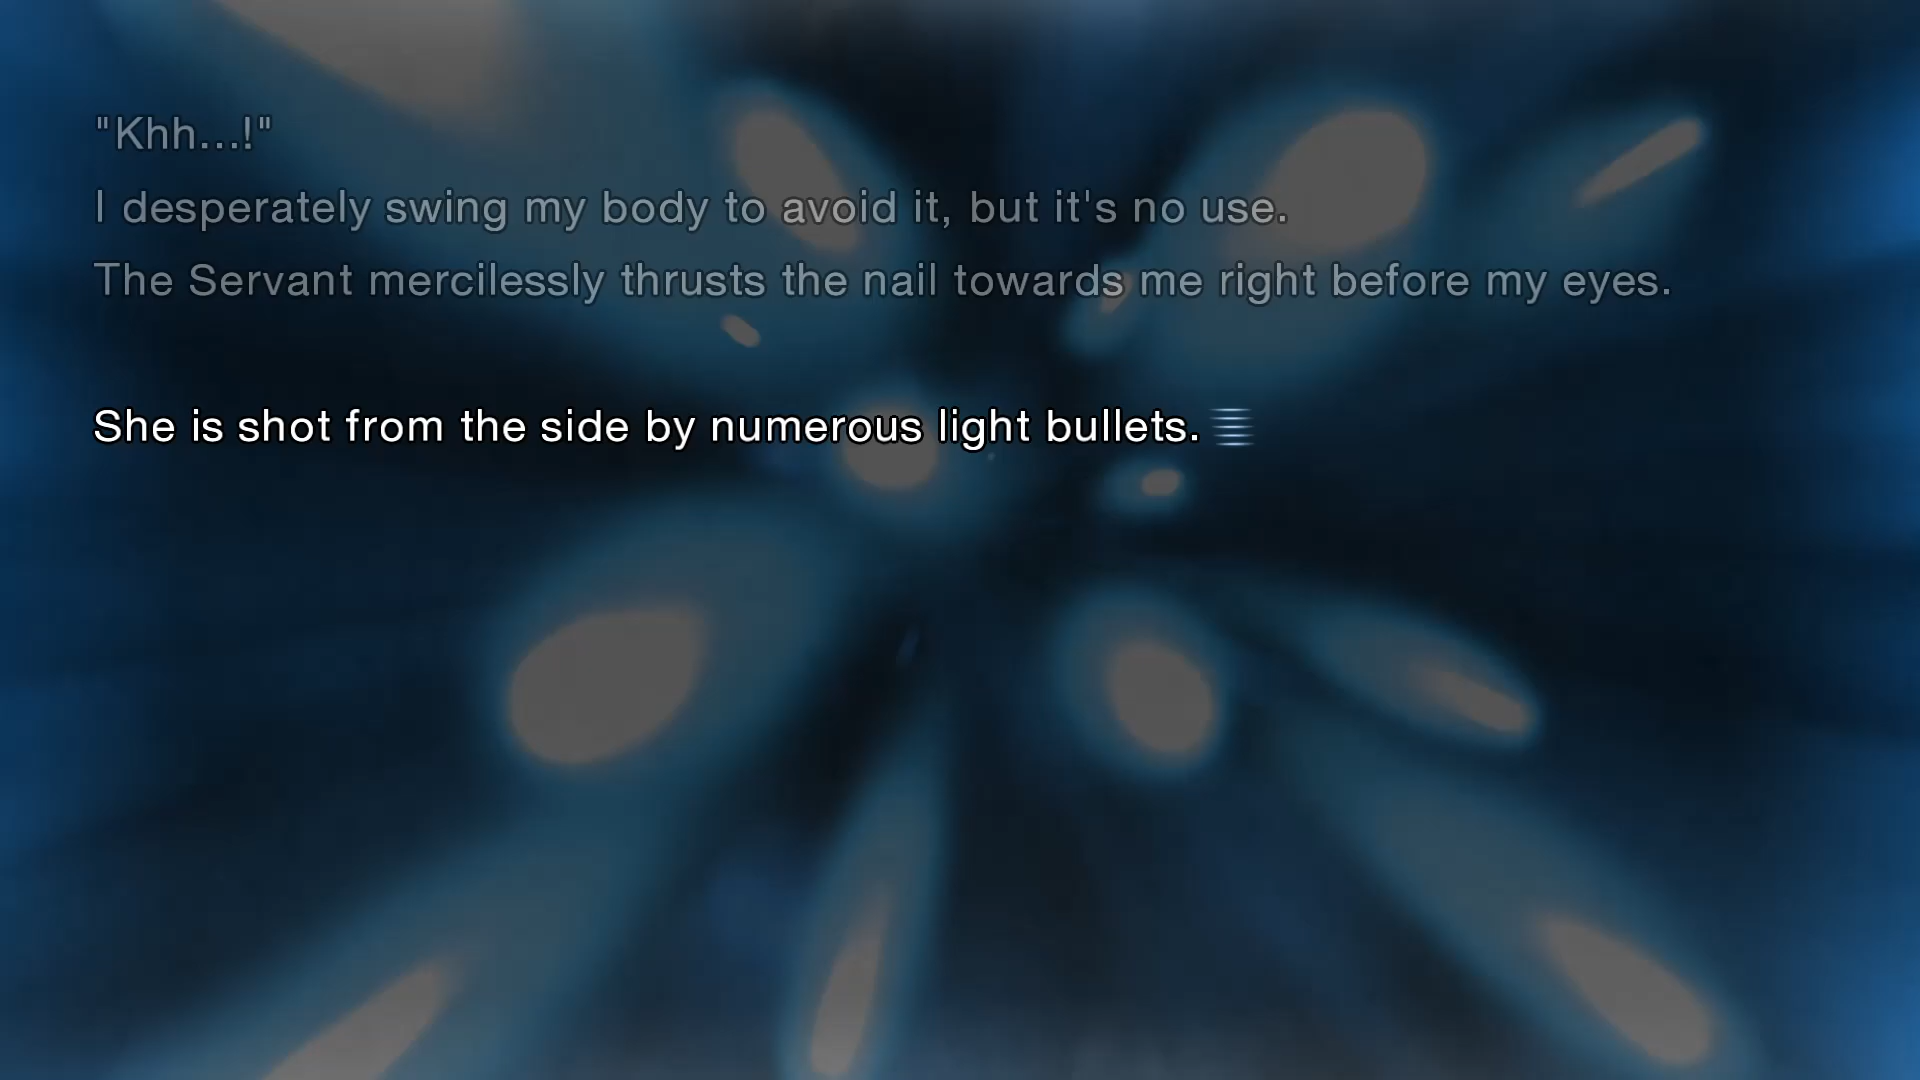 "Khh...!"
I desperately swing my body to avoid it, but it's no use.
The Servant mercilessly thrusts the nail towards me right before my eyes.
She is shot from the side by numerous light bullets.